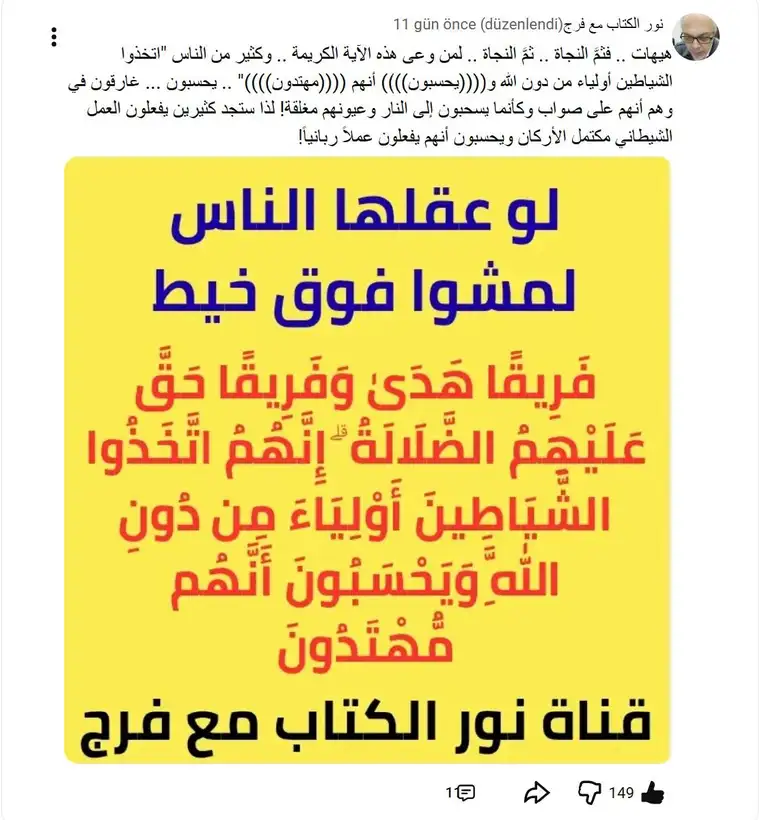 نور الكتاب مع فرج 11 gün önce (düzenlendi)
هيهات .. فثمَّ النجاة .. ثمَّ النجاة .. لمن وعى هذه الآية الكريمة .. وكثير من الناس "اتخذوا
الشياطين أولياء من دون الله و((((يحسبون)))) أنهم ((((مهتدون))))" .. يحسبون ... غارقون في
وهم أنهم على صواب وكأنما يسحبون إلى النار وعيونهم مغلقة! لذا ستجد كثيرين يفعلون العمل
الشيطاني مكتمل الأركان ويحسبون أنهم يفعلون عملاً ربانياً!
لو عقلها الناس
لمشوا فوق خيط
فَرِيقًا هَدَىٰ وَفَرِيقًا حَقَّ
عَلَيْهِمُ الضَّلَالَةُ ۗ إِنَّهُمُ اتَّخَذُوا
الشَّيَاطِينَ أَوْلِيَاءَ مِن دُونِ
اللَّهِ وَيَحْسَبُونَ أَنَّهُم
مُّهْتَدُونَ
قناة نور الكتاب مع فرج
149 11